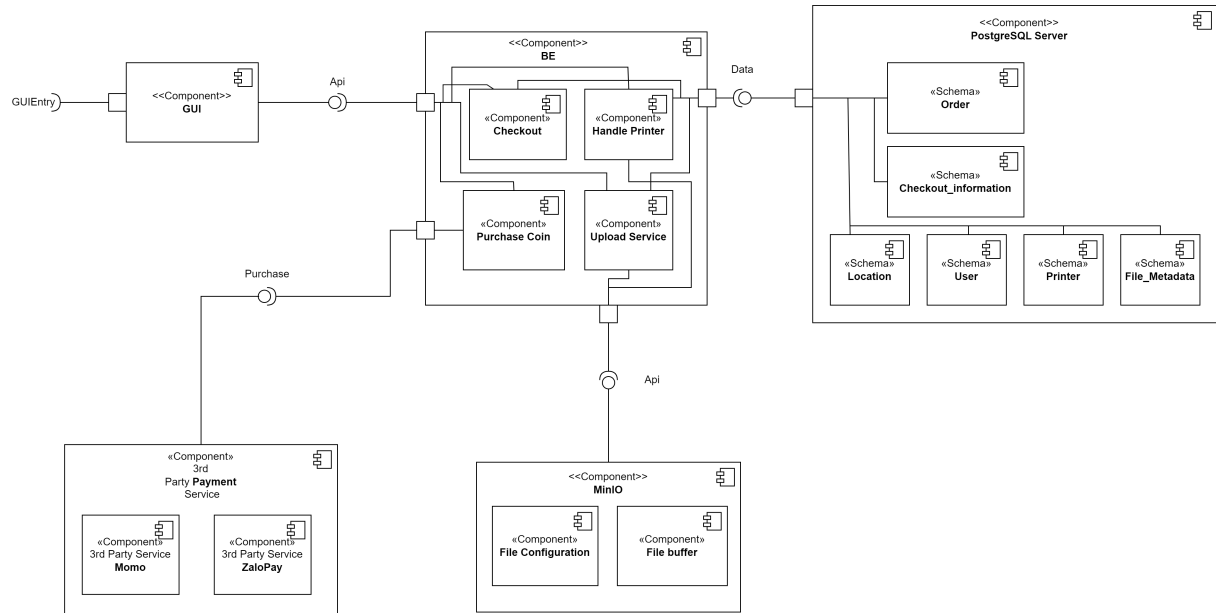 <<Component>>
PostgreSQL Server
<<Component>>
BE
Data
Api
GUIEntry
<<Component>>
GUI
«Component»
Checkout
«Component»
Handle Printer
«Schema»
Order
«Schema»
Checkout_information
«Component»
Purchase Coin
«Component»
Upload Service
«Schema»
Location
«Schema»
User
«Schema»
Printer
«Schema»
File_Metadata
Purchase
Api
«Component»
3rd
Party Payment
Service
«Component»
3rd Party Service
Momo
«Component»
3rd Party Service
ZaloPay
<<Component>>
MinIO
«Component»
File Configuration
«Component»
File buffer